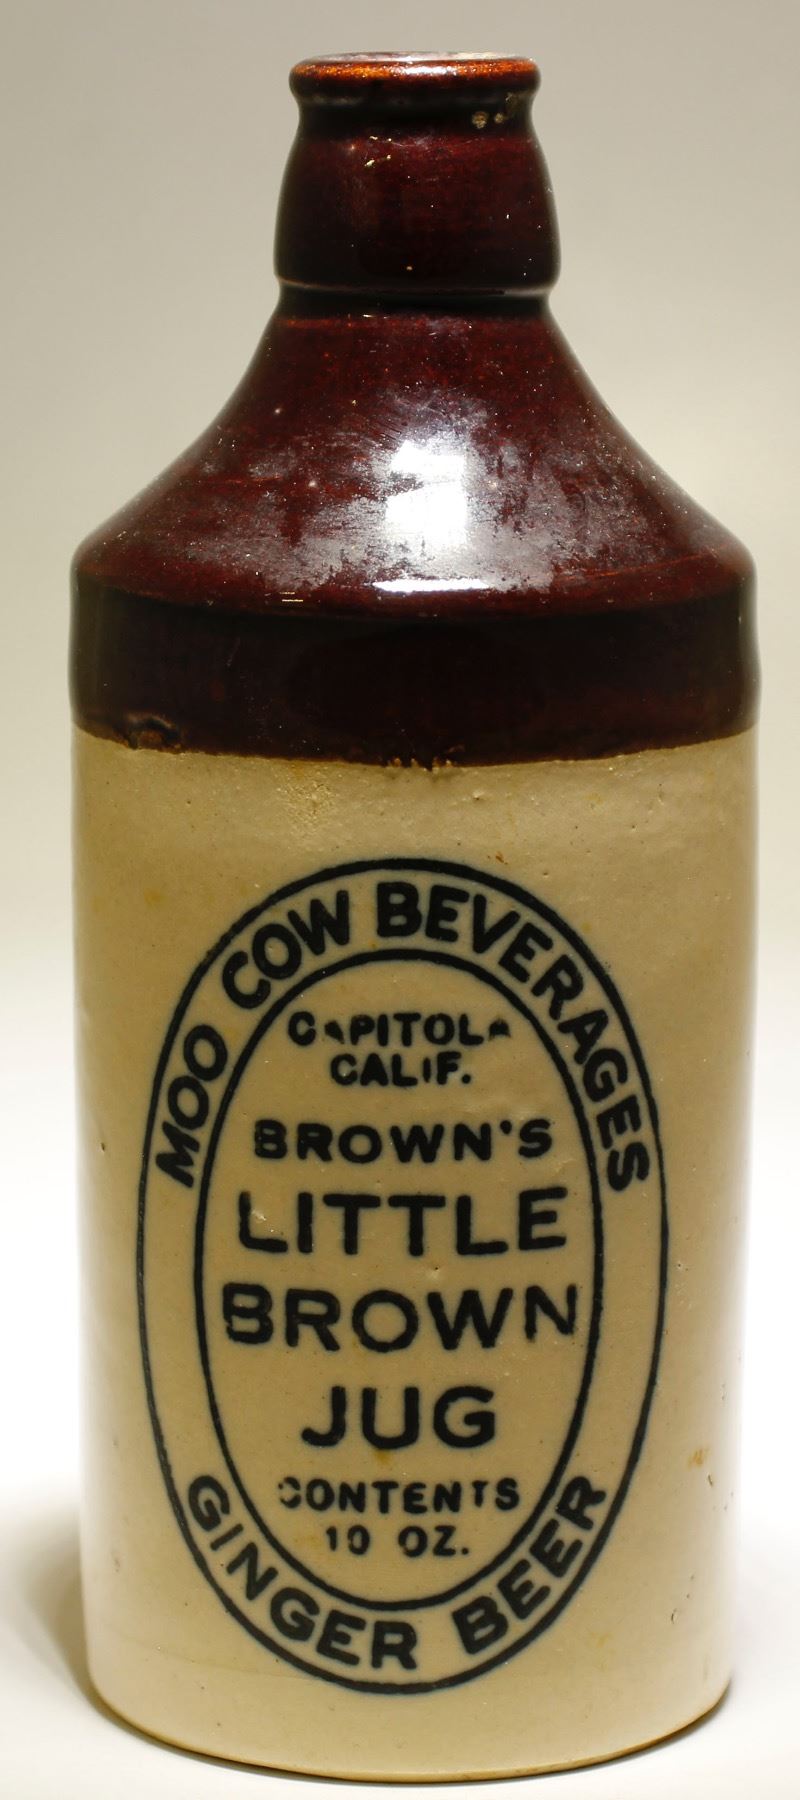 MOO COW BEVERAGES
CAPITOLA
CALIF.
BROWN'S
LITTLE
BROWN
JUG
CONTENTS
10 OZ.
GINGER BEER